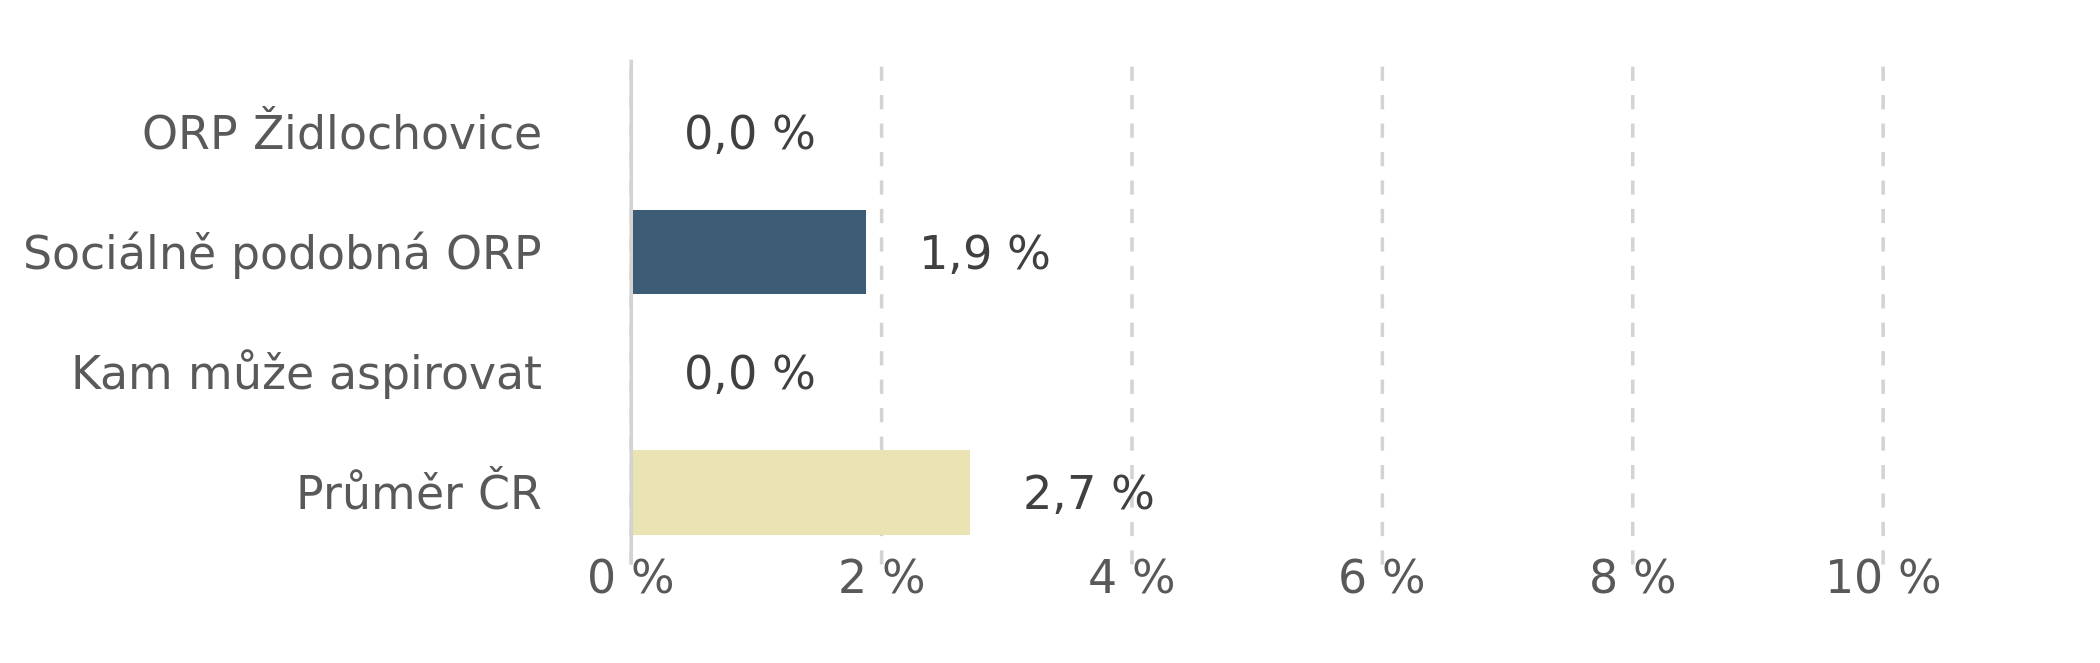 ORP Židlochovice 0,0 %
Sociálně podobná ORP 1,9 %
Kam může aspirovat 0,0 %
Průměr ČR 2,7 %
0 % 2 % 4 % 6 % 8 % 10 %